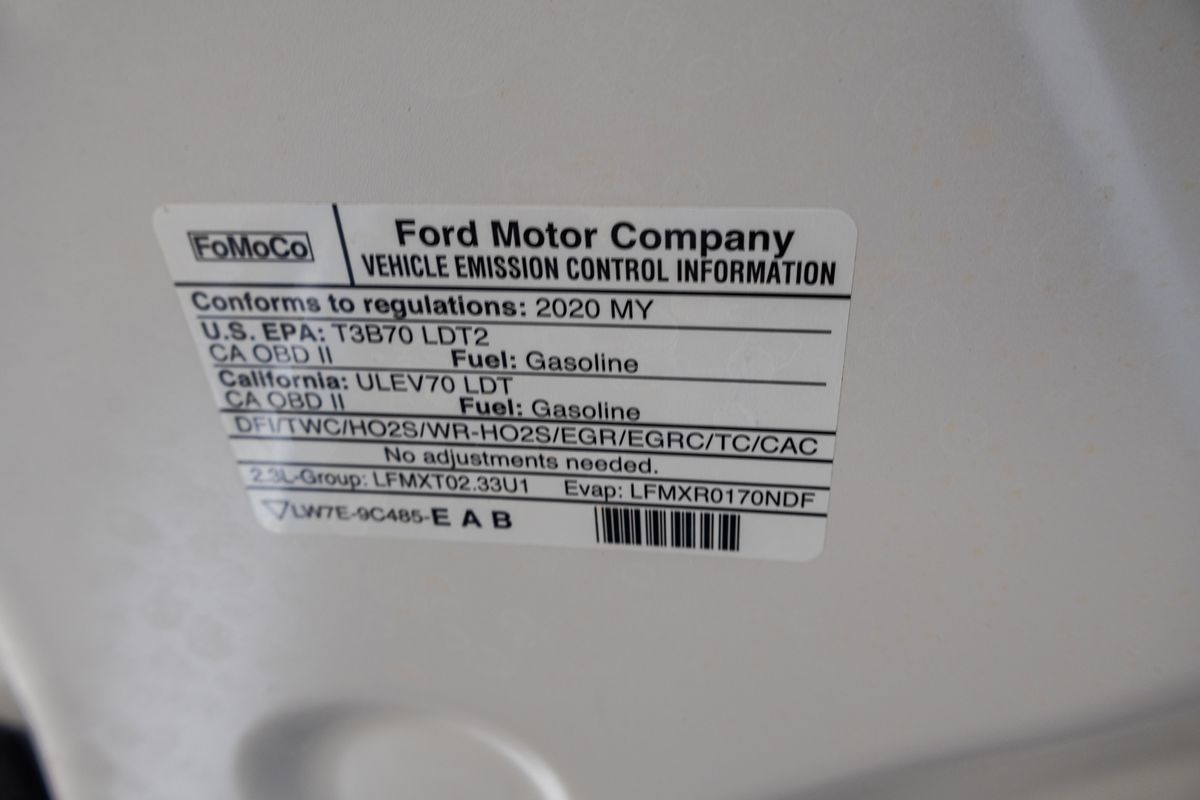 FoMoCo
Ford Motor Company
VEHICLE EMISSION CONTROL INFORMATION
Conforms to regulations: 2020 MY
U.S. EPA: T3B70 LDT2
CA OBD II Fuel: Gasoline
California: ULEV70 LDT
CA OBD II Fuel: Gasoline
DFI/TWC/HO2S/WR-HO2S/EGR/EGRC/TC/CAC
No adjustments needed.
2.3L-Group: LFMXT02.33U1 Evap: LFMXR0170NDF
LW7E-9C485-E A B